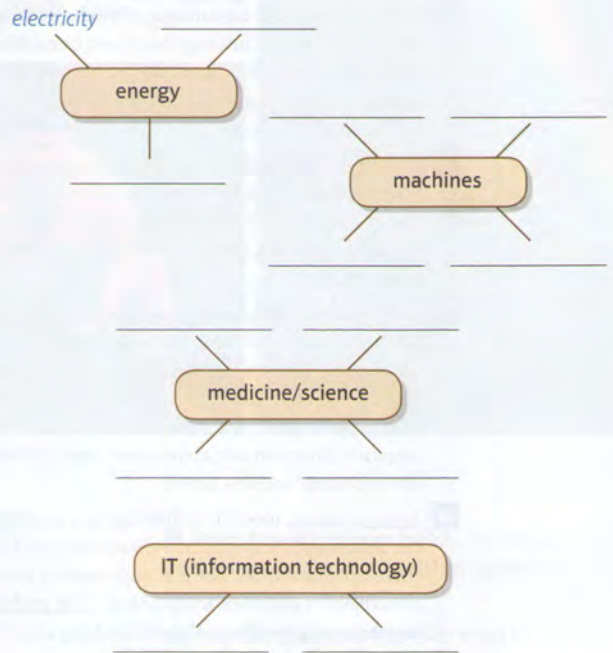 electricity
energy
machines
medicine/science
IT (information technology)